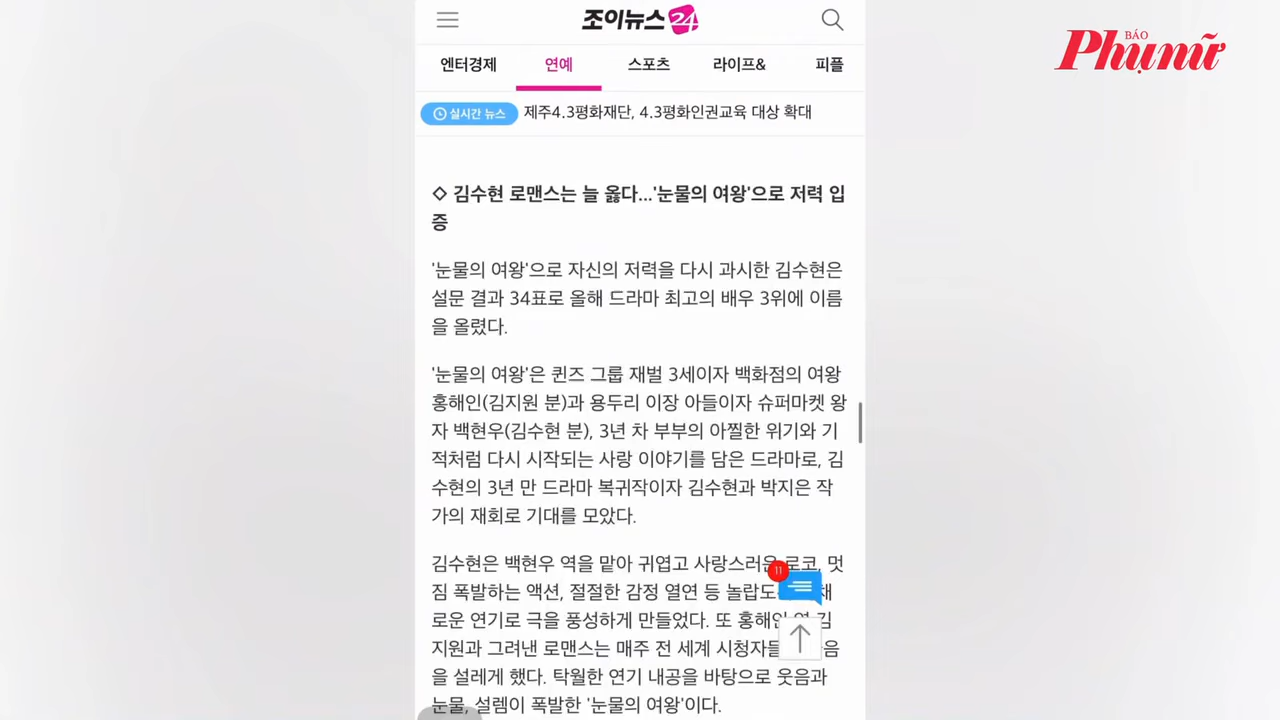 조이뉴스24
BÁO
Phụ nữ
엔터경제 연예 스포츠 라이프& 피플
실시간 뉴스 제주4.3평화재단, 4.3평화인권교육 대상 확대
◇ 김수현 로맨스는 늘 옳다...'눈물의 여왕'으로 저력 입
증
'눈물의 여왕'으로 자신의 저력을 다시 과시한 김수현은
설문 결과 34표로 올해 드라마 최고의 배우 3위에 이름
을 올렸다.
'눈물의 여왕'은 퀸즈 그룹 재벌 3세이자 백화점의 여왕
홍해인(김지원 분)과 용두리 이장 아들이자 슈퍼마켓 왕
자 백현우(김수현 분), 3년 차 부부의 아찔한 위기와 기
적처럼 다시 시작되는 사랑 이야기를 담은 드라마로, 김
수현의 3년 만 드라마 복귀작이자 김수현과 박지은 작
가의 재회로 기대를 모았다.
김수현은 백현우 역을 맡아 귀엽고 사랑스러운 로코, 멋
11
짐 폭발하는 액션, 절절한 감정 열연 등 놀랍도 채
로운 연기로 극을 풍성하게 만들었다. 또 홍해인 역 김
지원과 그려낸 로맨스는 매주 전 세계 시청자들 음
을 설레게 했다. 탁월한 연기 내공을 바탕으로 웃음과
눈물, 설렘이 폭발한 '눈물의 여왕'이다.